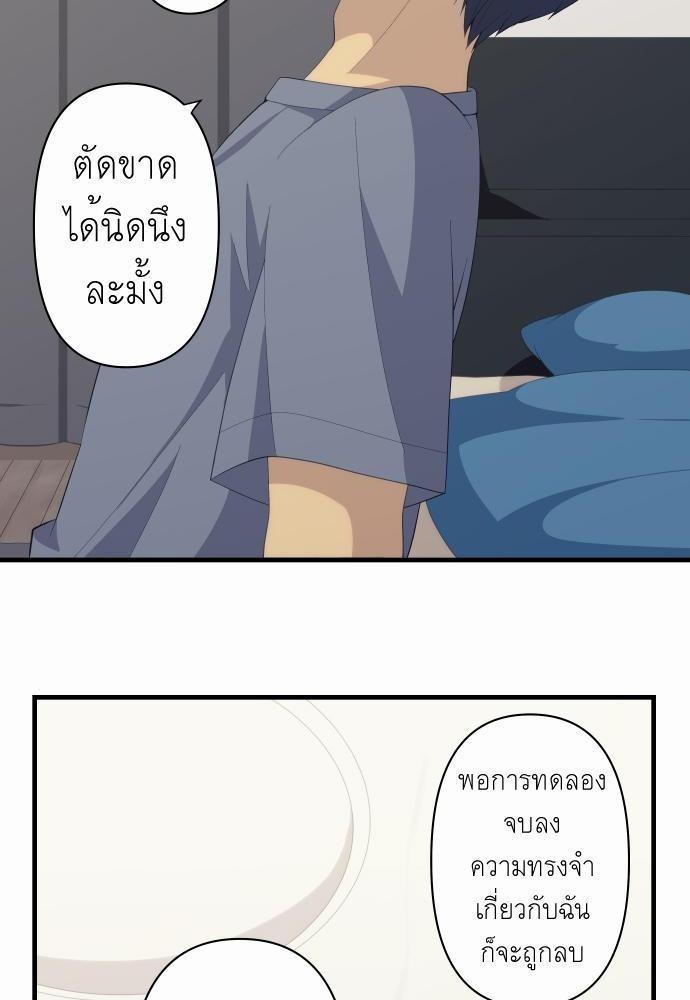 ตัดขาด
ได้นิดนึง
ละมั้ง
พอการทดลอง
จบลง
ความทรงจำ
เกี่ยวกับฉัน
ก็จะถูกลบ